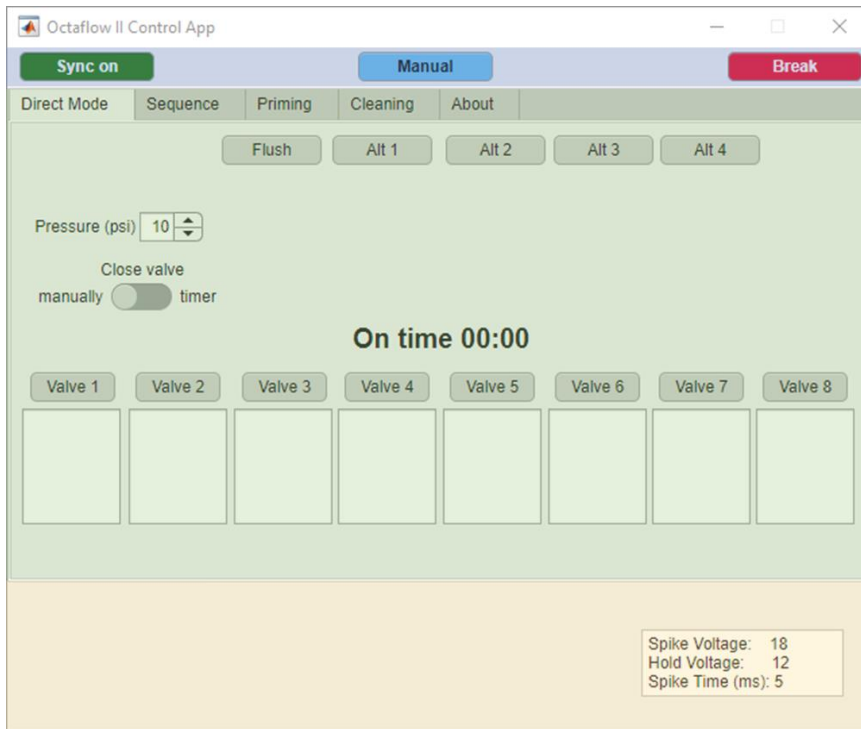 Octaflow II Control App
Sync on Manual Break
Direct Mode Sequence Priming Cleaning About
Flush Alt 1 Alt 2 Alt 3 Alt 4
Pressure (psi) 10
Close valve
manually timer
On time 00:00
Valve 1 Valve 2 Valve 3 Valve 4 Valve 5 Valve 6 Valve 7 Valve 8
Spike Voltage: 18
Hold Voltage: 12
Spike Time (ms): 5